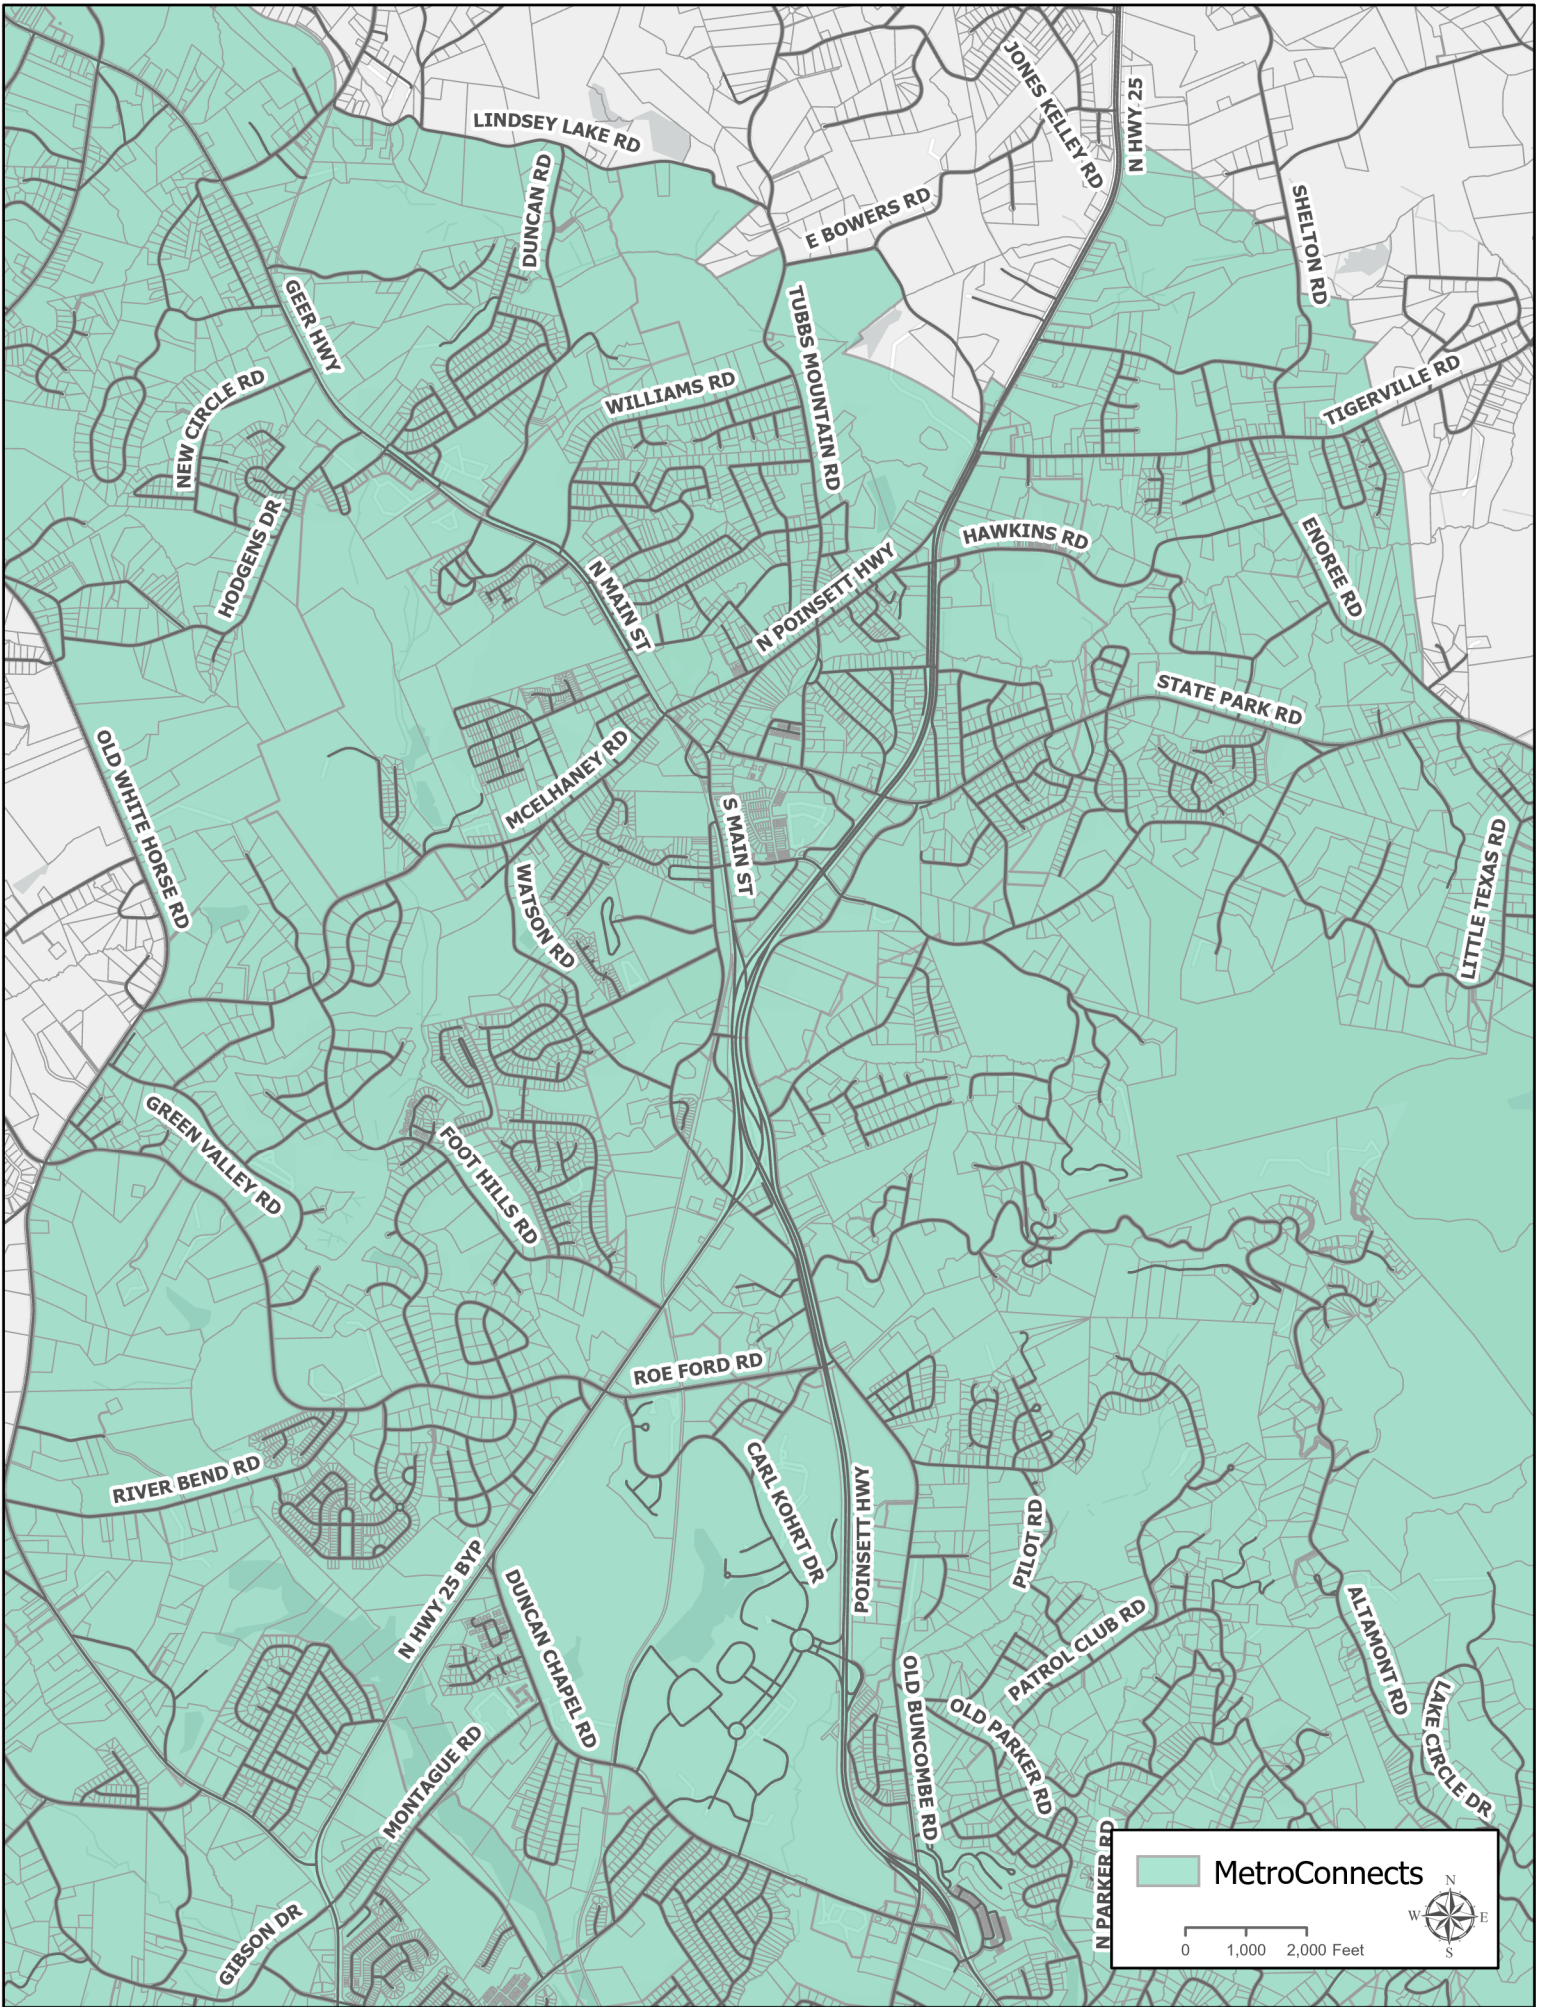 JONES KELLEY RD
N HWY 25
LINDSEY LAKE RD
DUNCAN RD
E BOWERS RD
SHELTON RD
GEER HWY
TUBBS MOUNTAIN RD
NEW CIRCLE RD
WILLIAMS RD
TIGERVILLE RD
HODGENS DR
HAWKINS RD
ENOREE RD
N MAIN ST
N POINSETT HWY
STATE PARK RD
OLD WHITE HORSE RD
MCELHANEY RD
S MAIN ST
WATSON RD
LITTLE TEXAS RD
GREEN VALLEY RD
FOOT HILLS RD
ROE FORD RD
RIVER BEND RD
CARL KOHRT DR
POINSETT HWY
PILOT RD
N HWY 25 BYP
DUNCAN CHAPEL RD
PATROL CLUB RD
ALTAMONT RD
OLD BUNCOMBE RD
OLD PARKER RD
LAKE CIRCLE DR
MONTAGUE RD
N PARKER RD
GIBSON DR
MetroConnects
N
W E
S
0 1,000 2,000 Feet